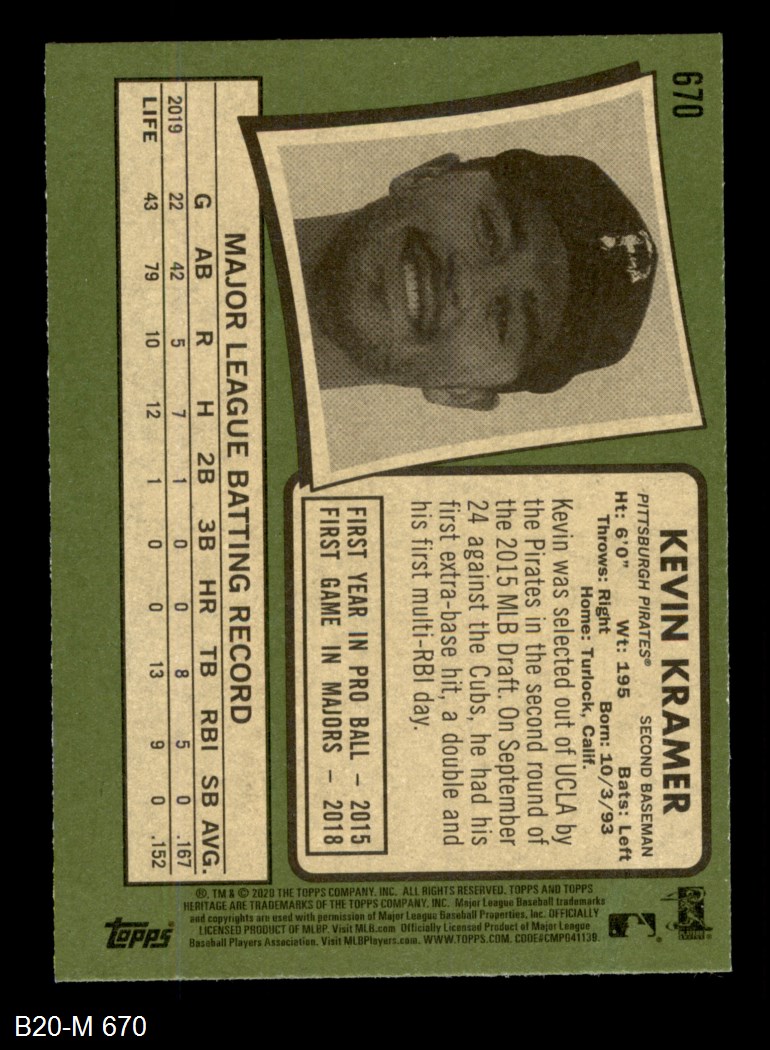 670
KEVIN KRAMER
PITTSBURGH PIRATES® SECOND BASEMAN
Ht: 6'0" Wt: 195 Bats: Left
Throws: Right Born: 10/3/93
Home: Turlock, Calif.
Kevin was selected out of UCLA by
the Pirates in the second round of
the 2015 MLB Draft. On September
24 against the Cubs, he had his
first extra-base hit, a double and
his first multi-RBI day.
FIRST YEAR IN PRO BALL – 2015
FIRST GAME IN MAJORS – 2018
MAJOR LEAGUE BATTING RECORD
G AB R H 2B 3B HR TB RBI SB AVG.
2019 22 42 5 7 1 0 0 8 5 0 .167
LIFE 43 79 10 12 1 0 0 13 9 0 .152
®, TM & © 2020 THE TOPPS COMPANY, INC. ALL RIGHTS RESERVED. TOPPS AND TOPPS
HERITAGE ARE TRADEMARKS OF THE TOPPS COMPANY, INC. Major League Baseball trademarks
and copyrights are used with permission of Major League Baseball Properties, Inc. OFFICIALLY
LICENSED PRODUCT OF MLBP. Visit MLB.com Officially Licensed Product of Major League
Baseball Players Association. Visit MLBPlayers.com. WWW.TOPPS.COM. CODE#CMP041139.
topps®
B20-M 670